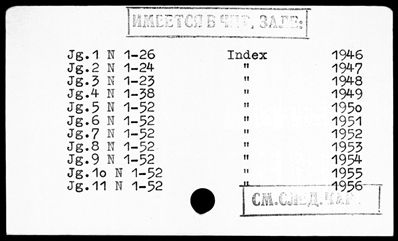 ИМЕЕТСЯ В ЧИТ. ЗАЛЕ:
Jg.1 N 1-26 Index 1946
Jg.2 N 1-24 " 1947
Jg.3 N 1-23 " 1948
Jg.4 N 1-38 " 1949
Jg.5 N 1-52 " 195o
Jg.6 N 1-52 " 1951
Jg.7 N 1-52 " 1952
Jg.8 N 1-52 " 1953
Jg.9 N 1-52 " 1954
Jg.1o N 1-52 " 1955
Jg.11 N 1-52 " 1956
СМ. СЛЕД.